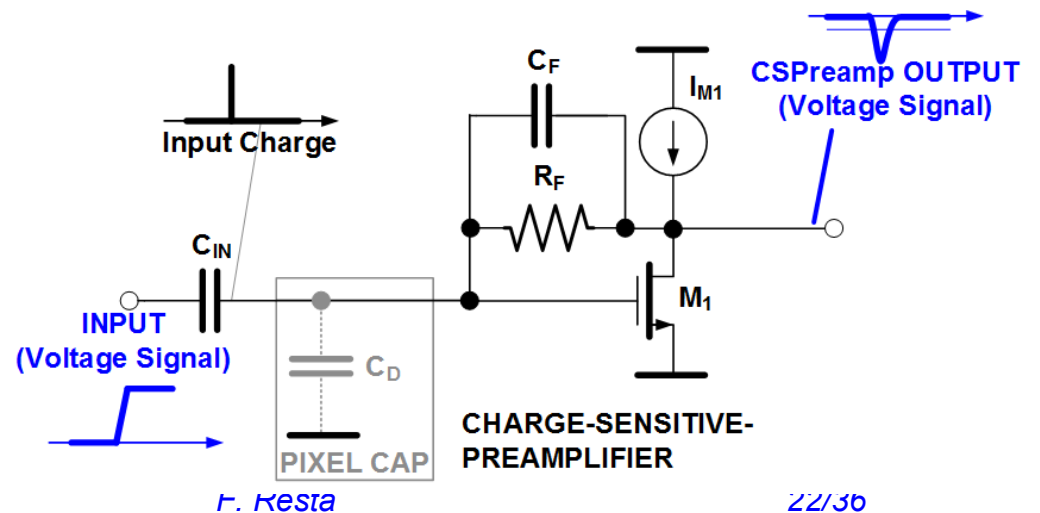 CSPreamp OUTPUT
(Voltage Signal)
CF
IM1
Input Charge
RF
CIN
M1
INPUT
(Voltage Signal)
CD
PIXEL CAP
CHARGE-SENSITIVE-
PREAMPLIFIER
F. Resta
22/36